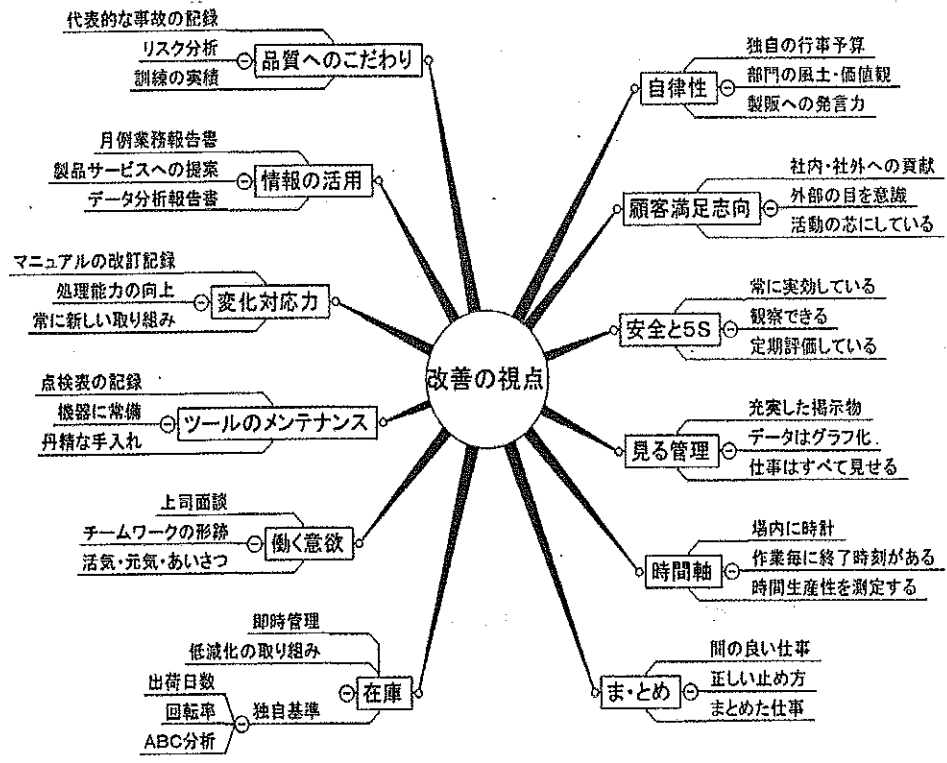 改善の視点
品質へのこだわり
代表的な事故の記録
リスク分析
訓練の実績
情報の活用
月例業務報告書
製品サービスへの提案
データ分析報告書
変化対応力
マニュアルの改訂記録
処理能力の向上
常に新しい取り組み
ツールのメンテナンス
点検表の記録
機器に常備
丹精な手入れ
働く意欲
上司面談
チームワークの形跡
活気・元気・あいさつ
在庫
即時管理
低減化の取り組み
独自基準
出荷日数
回転率
ABC分析
自律性
独自の行事予算
部門の風土・価値観
製販への発言力
顧客満足志向
社内・社外への貢献
外部の目を意識
活動の芯にしている
安全と5S
常に実効している
観察できる
定期評価している
見る管理
充実した掲示物
データはグラフ化
仕事はすべて見せる
時間軸
場内に時計
作業毎に終了時刻がある
時間生産性を測定する
ま・とめ
間の良い仕事
正しい止め方
まとめた仕事